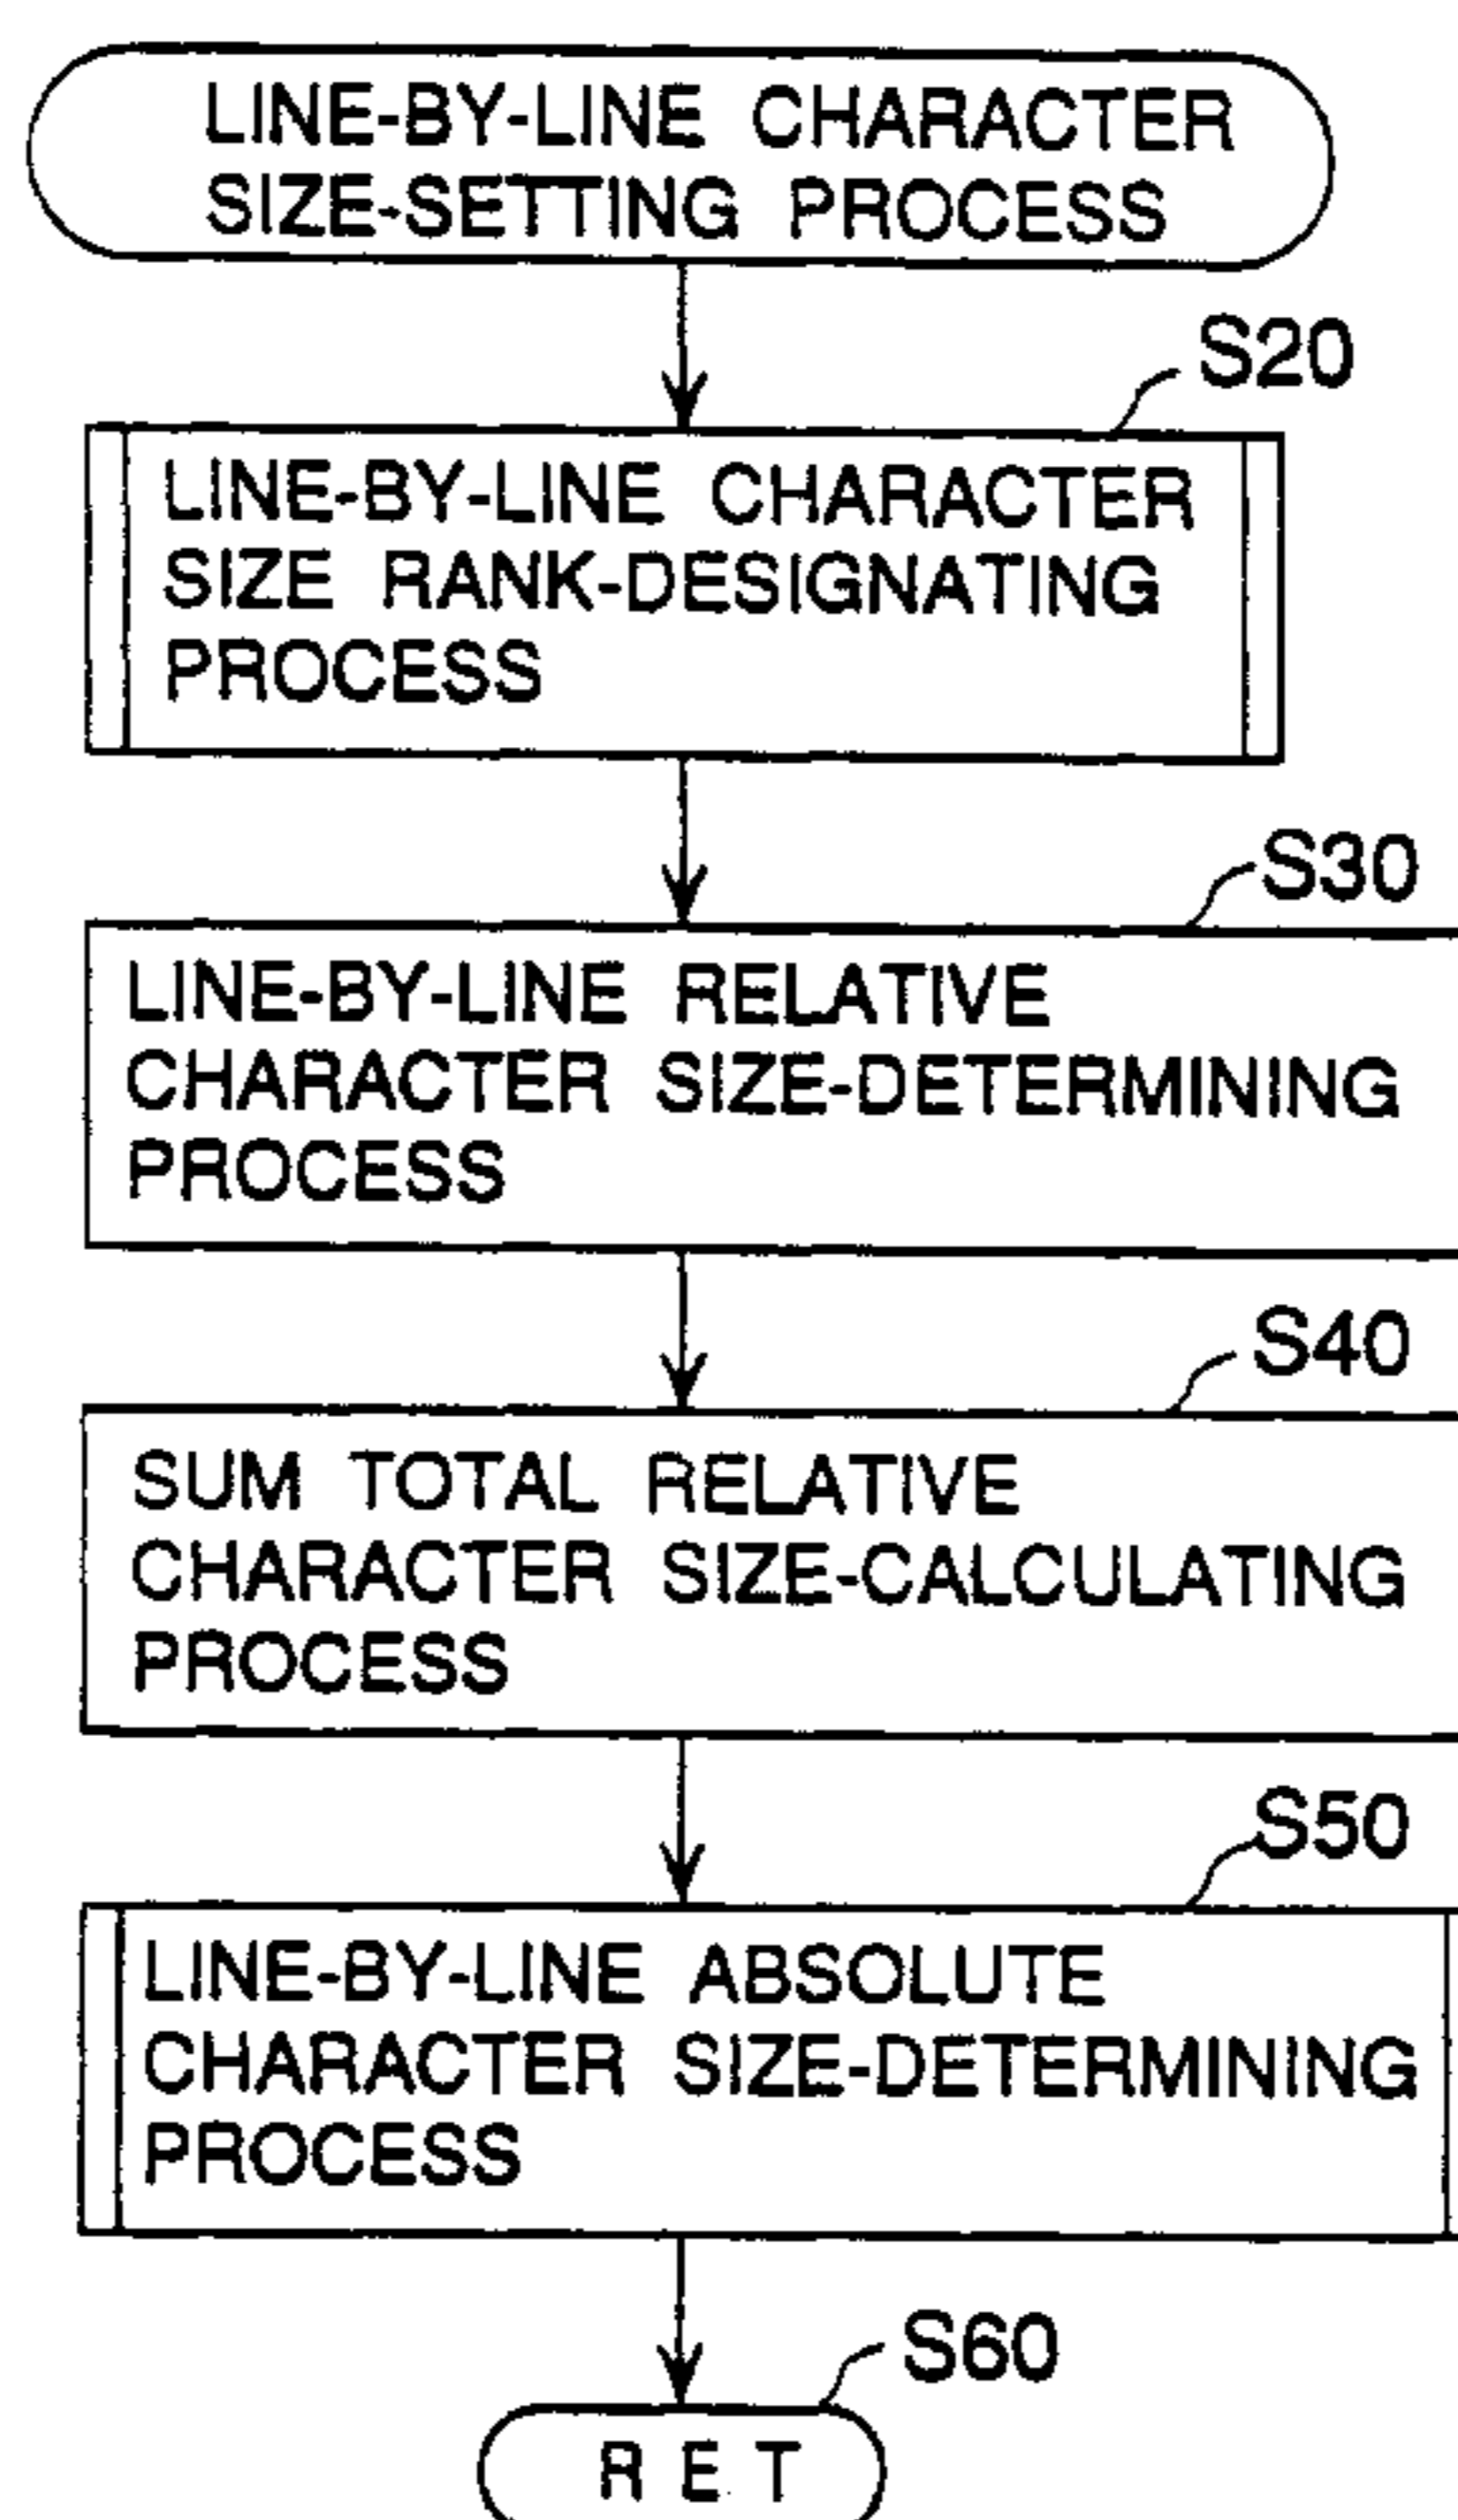 LINE-BY-LINE CHARACTER
SIZE-SETTING PROCESS
S20
LINE-BY-LINE CHARACTER
SIZE RANK-DESIGNATING
PROCESS
S30
LINE-BY-LINE RELATIVE
CHARACTER SIZE-DETERMINING
PROCESS
S40
SUM TOTAL RELATIVE
CHARACTER SIZE-CALCULATING
PROCESS
S50
LINE-BY-LINE ABSOLUTE
CHARACTER SIZE-DETERMINING
PROCESS
S60
RET